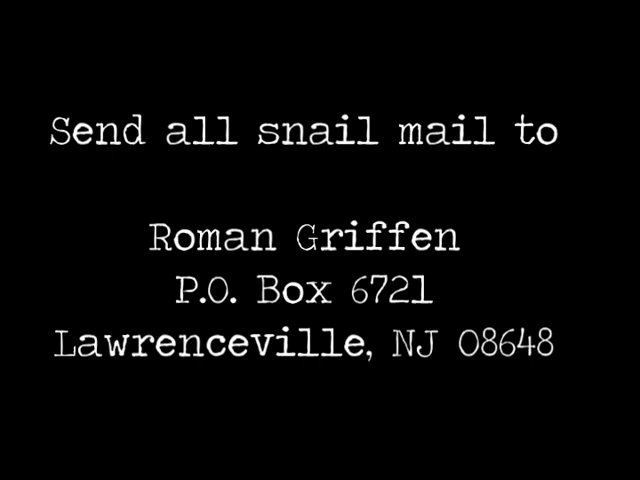 Send all snail mail to
Roman Griffen
P.O. Box 6721
Lawrenceville, NJ 08648